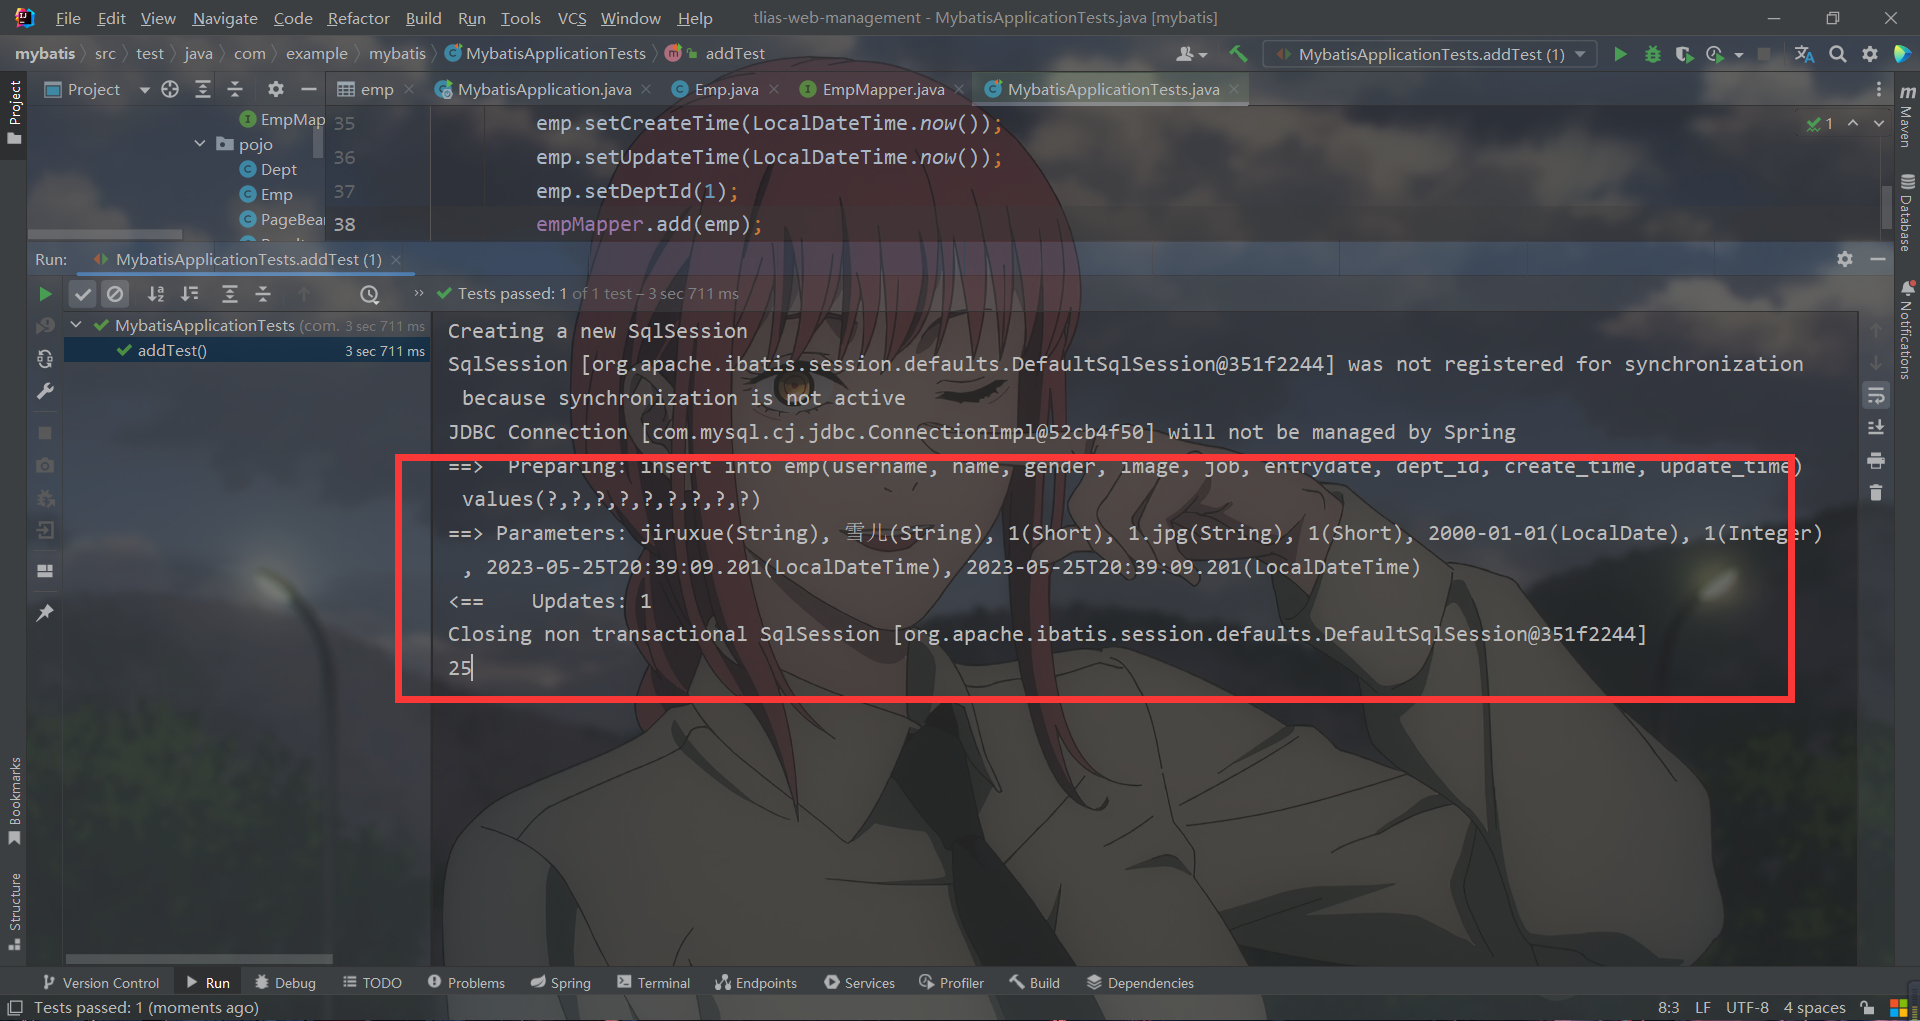 File Edit View Navigate Code Refactor Build Run Tools VCS Window Help tlias-web-management - MybatisApplicationTests.java [mybatis]
mybatis src test java com example mybatis MybatisApplicationTests addTest MybatisApplicationTests.addTest (1)
Project emp MybatisApplication.java Emp.java EmpMapper.java MybatisApplicationTests.java
Project
EmpMap
pojo
Dept
Emp
PageBear
35 emp.setCreateTime(LocalDateTime.now());
36 emp.setUpdateTime(LocalDateTime.now());
37 emp.setDeptId(1);
38 empMapper.add(emp);
1
Maven
Database
Notifications
Run: MybatisApplicationTests.addTest (1)
Tests passed: 1 of 1 test – 3 sec 711 ms
MybatisApplicationTests (com. 3 sec 711 ms
addTest() 3 sec 711 ms
Creating a new SqlSession
SqlSession [org.apache.ibatis.session.defaults.DefaultSqlSession@351f2244] was not registered for synchronization
because synchronization is not active
JDBC Connection [com.mysql.cj.jdbc.ConnectionImpl@52cb4f50] will not be managed by Spring
==>  Preparing: insert into emp(username, name, gender, image, job, entrydate, dept_id, create_time, update_time)
values(?,?,?,?,?,?,?,?,?)
==> Parameters: jiruxue(String), 雪儿(String), 1(Short), 1.jpg(String), 1(Short), 2000-01-01(LocalDate), 1(Integer)
, 2023-05-25T20:39:09.201(LocalDateTime), 2023-05-25T20:39:09.201(LocalDateTime)
<==    Updates: 1
Closing non transactional SqlSession [org.apache.ibatis.session.defaults.DefaultSqlSession@351f2244]
25
Bookmarks
Structure
Version Control Run Debug TODO Problems Spring Terminal Endpoints Services Profiler Build Dependencies
Tests passed: 1 (moments ago) 8:3 LF UTF-8 4 spaces